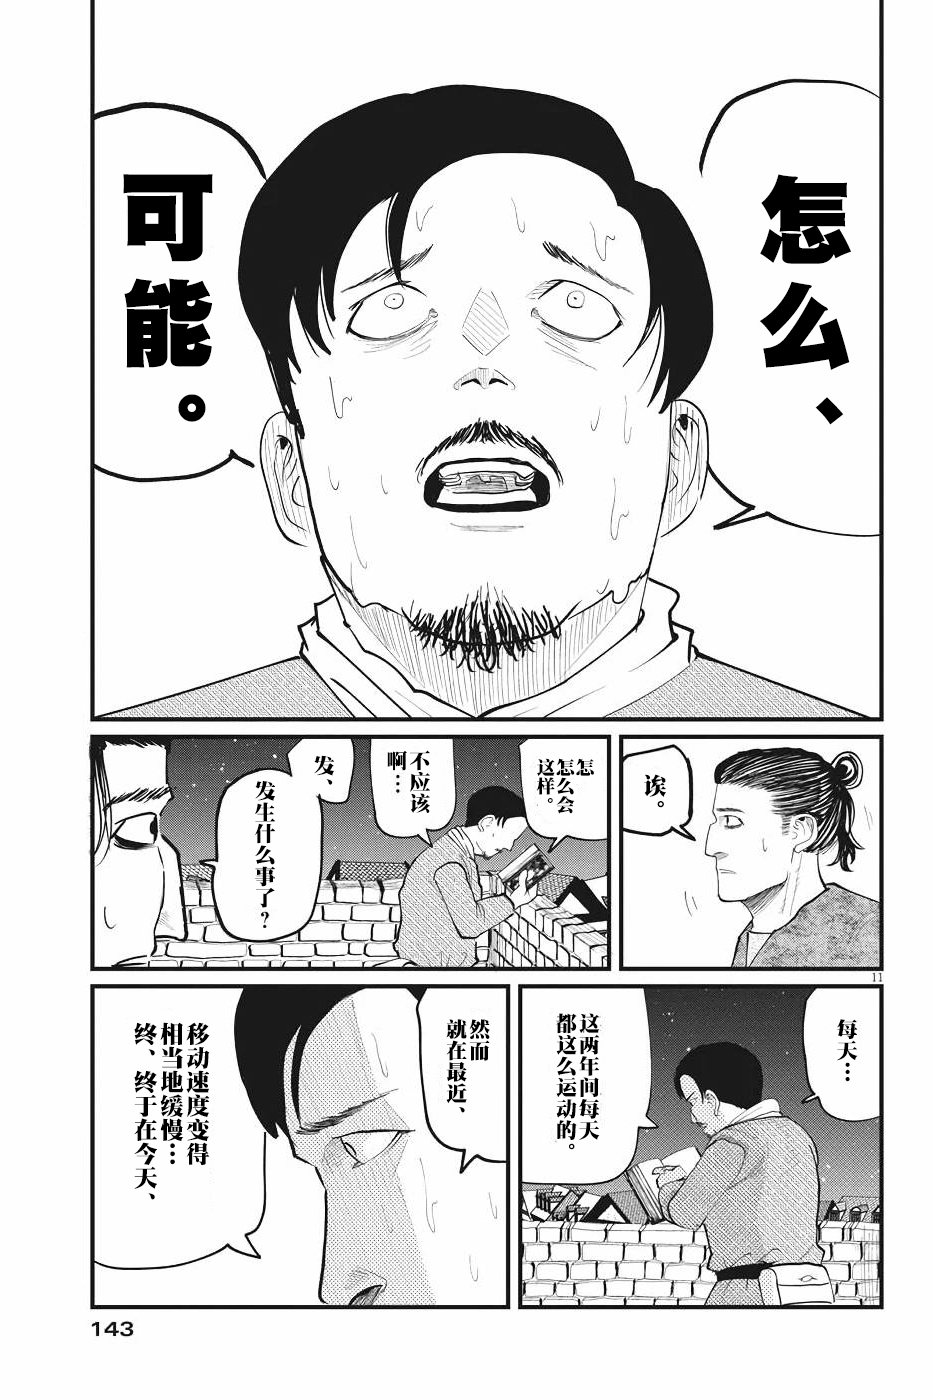 怎么、
可能。
诶。
怎
怎么会
这样。
不应该
啊…
发、
发生什么事了?
11
每天…
这两年间每天
都这么运动的。
然而
就在最近、
移动速度变得
相当地缓慢…
终、终于在今天、
143